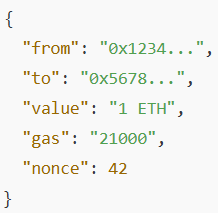 {
  "from": "0x1234...",
  "to": "0x5678...",
  "value": "1 ETH",
  "gas": "21000",
  "nonce": 42
}